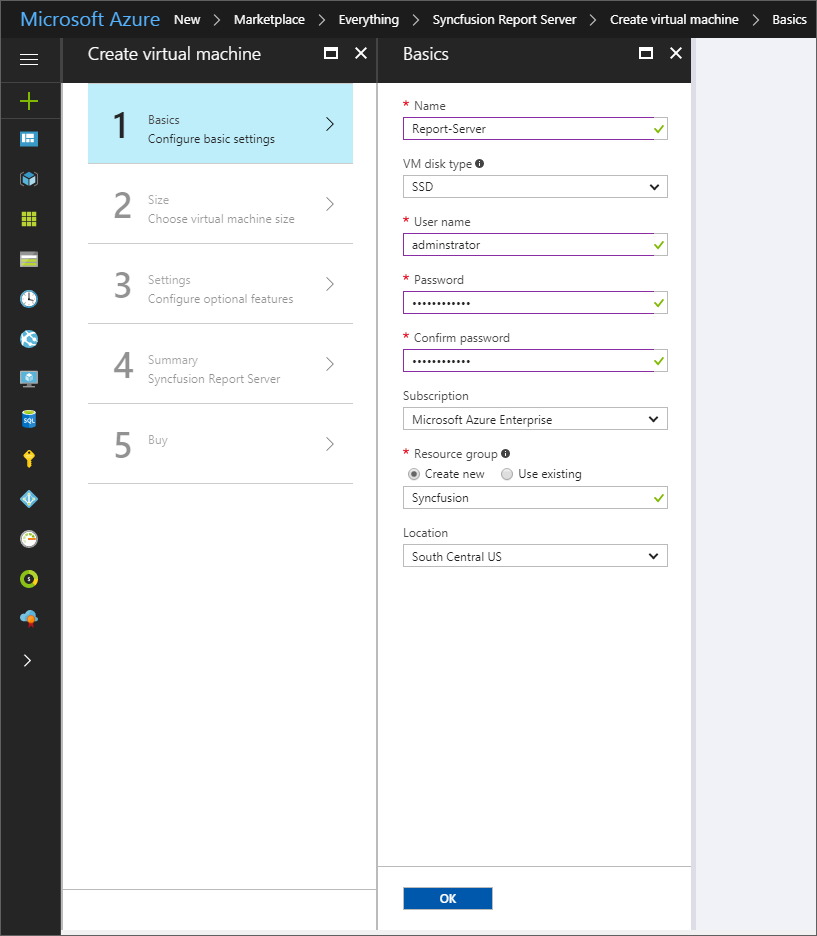 Microsoft Azure New > Marketplace > Everything > Syncfusion Report Server > Create virtual machine > Basics
Create virtual machine
1
Basics
Configure basic settings
2
Size
Choose virtual machine size
3
Settings
Configure optional features
4
Summary
Syncfusion Report Server
5
Buy
Basics
* Name
Report-Server
VM disk type
SSD
* User name
adminstrator
* Password
••••••••••••
* Confirm password
••••••••••••
Subscription
Microsoft Azure Enterprise
* Resource group
Create new Use existing
Syncfusion
Location
South Central US
OK
SQL